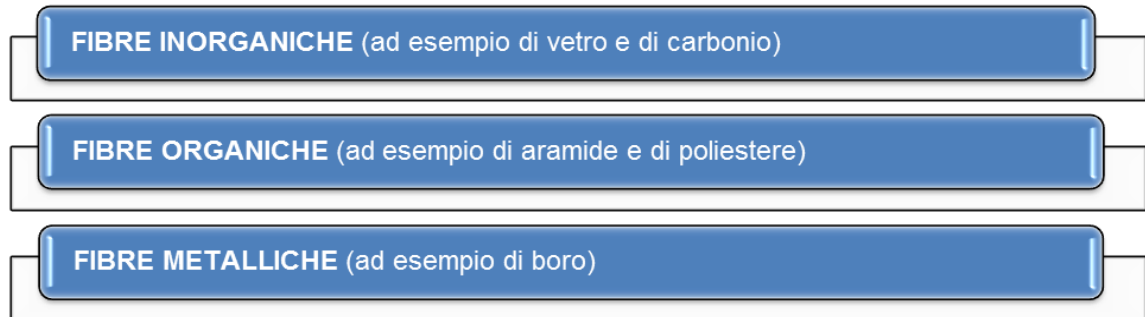 FIBRE INORGANICHE (ad esempio di vetro e di carbonio)
FIBRE ORGANICHE (ad esempio di aramide e di poliestere)
FIBRE METALLICHE (ad esempio di boro)